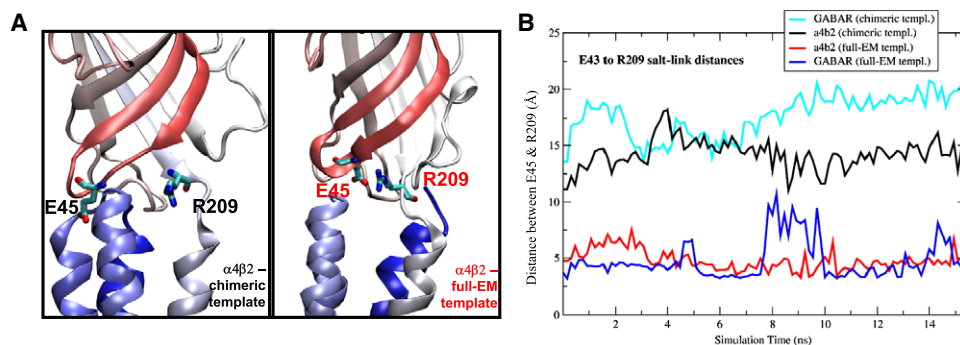 A
E45
R209
α4β2 –
chimeric
template
E45
R209
α4β2 –
full-EM
template
B
GABAR (chimeric templ.)
a4b2 (chimeric templ.)
a4b2 (full-EM templ.)
GABAR (full-EM templ.)
E43 to R209 salt-link distances
Distance between E45 & R209 (Å)
25
20
15
10
5
0
2 4 6 8 10 12 14
Simulation Time (ns)